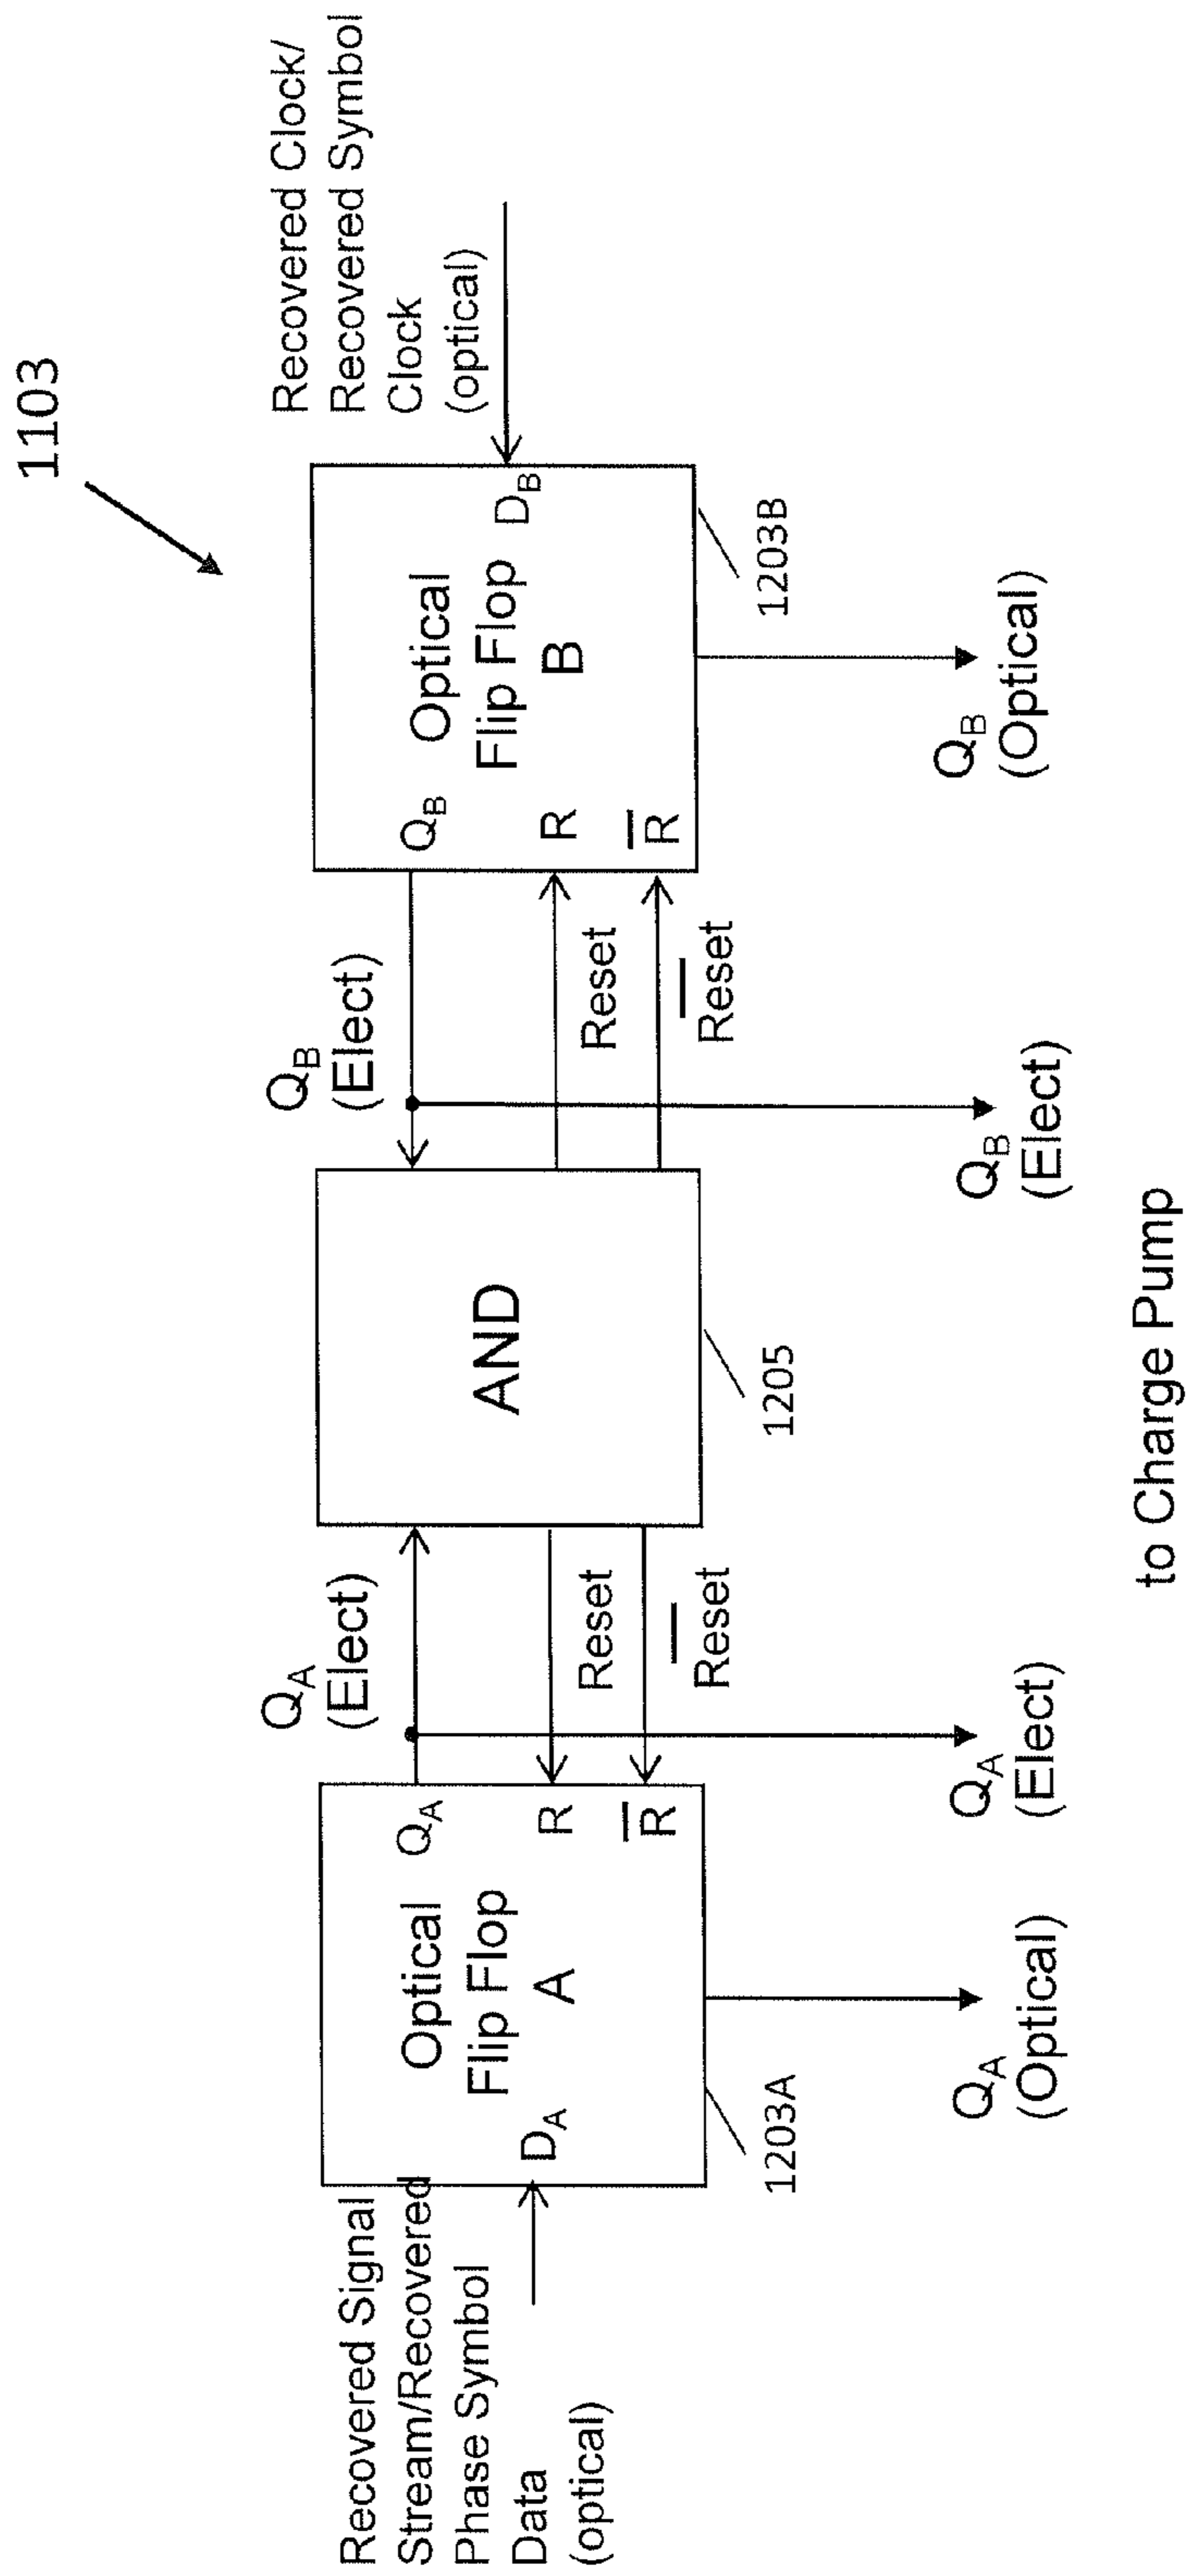 1103
Recovered Signal
Stream/Recovered
Phase Symbol
Data
(optical)
D_A
Optical
Flip Flop
A
Q_A
R
R̅
1203A
Q_A
(Elect)
Reset
R̅e̅s̅e̅t̅
AND
1205
Q_B
(Elect)
Reset
R̅e̅s̅e̅t̅
Q_B
R
R̅
Optical
Flip Flop
B
D_B
1203B
Recovered Clock/
Recovered Symbol
Clock
(optical)
Q_A
(Optical)
Q_A
(Elect)
Q_B
(Elect)
Q_B
(Optical)
to Charge Pump